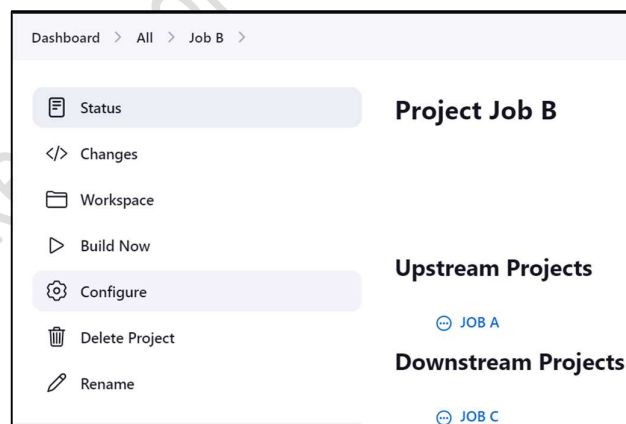 Dashboard > All > Job B >
Status
Changes
Workspace
Build Now
Configure
Delete Project
Rename
Project Job B
Upstream Projects
JOB A
Downstream Projects
JOB C